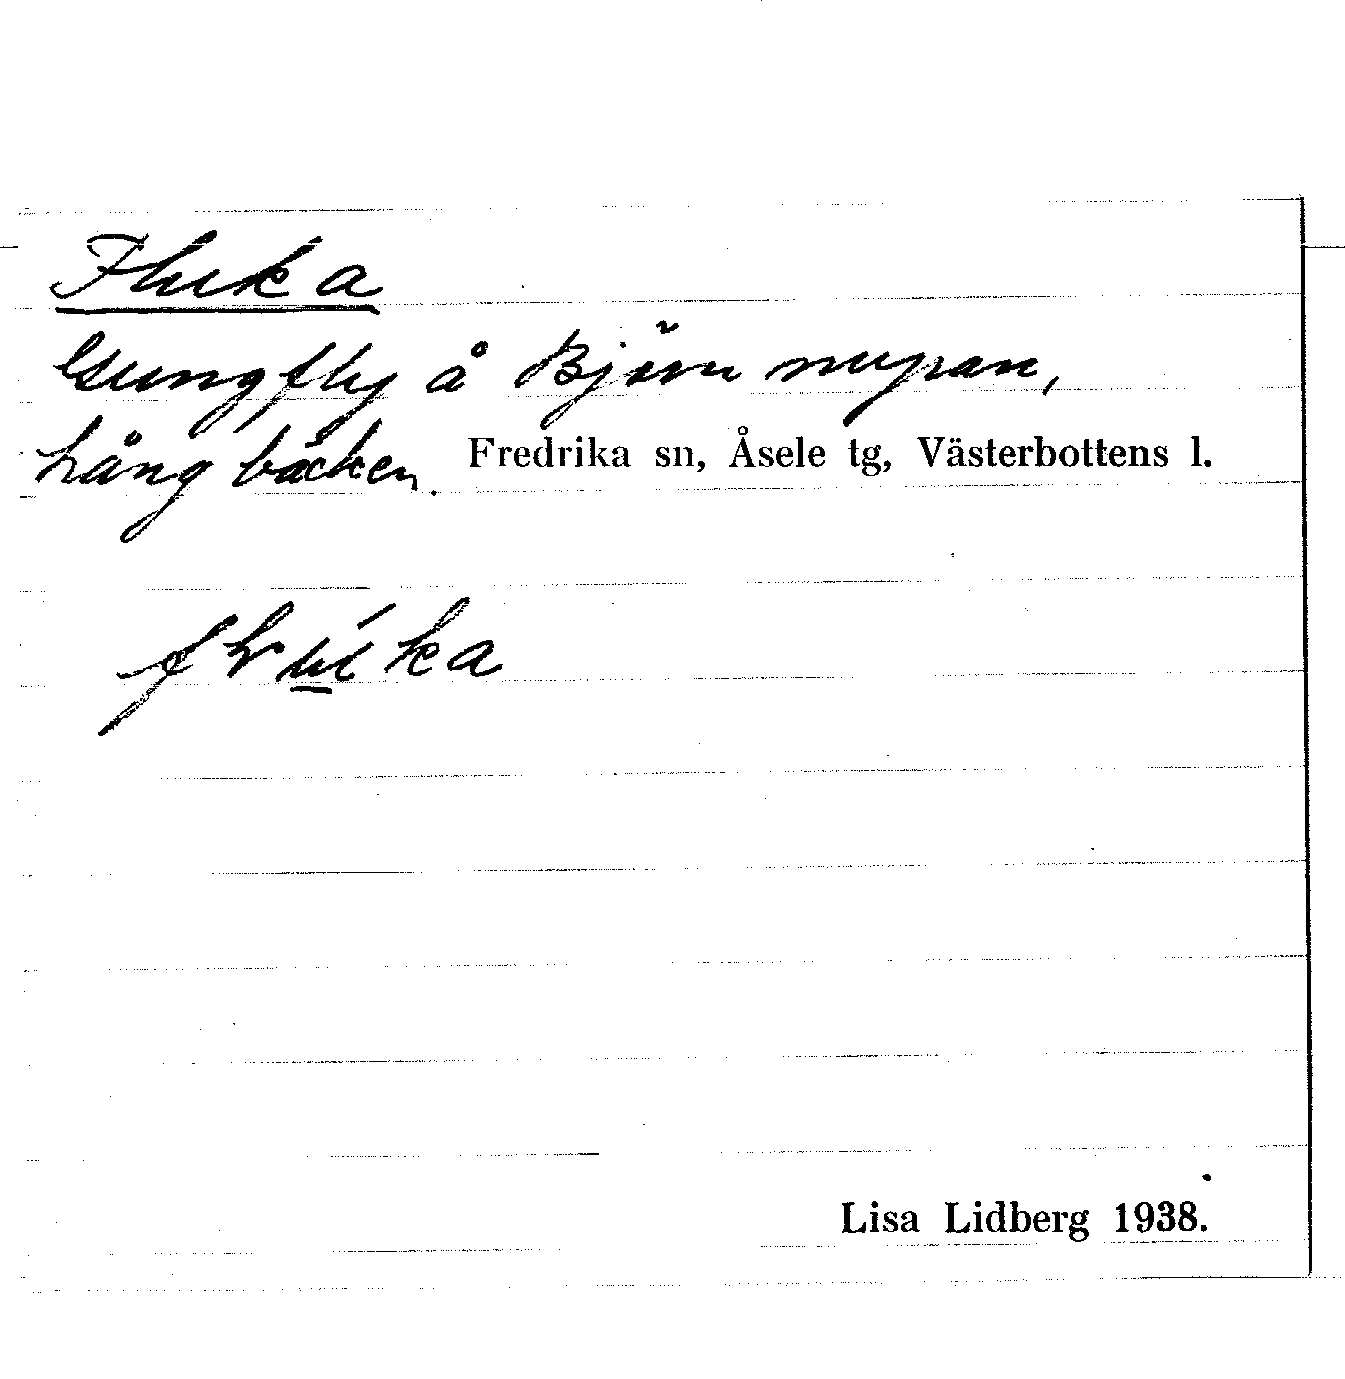 Fluka
Gungfly å Björnmyran,
Långbäcken. Fredrika sn, Åsele tg, Västerbottens l.
Lisa Lidberg 1938.